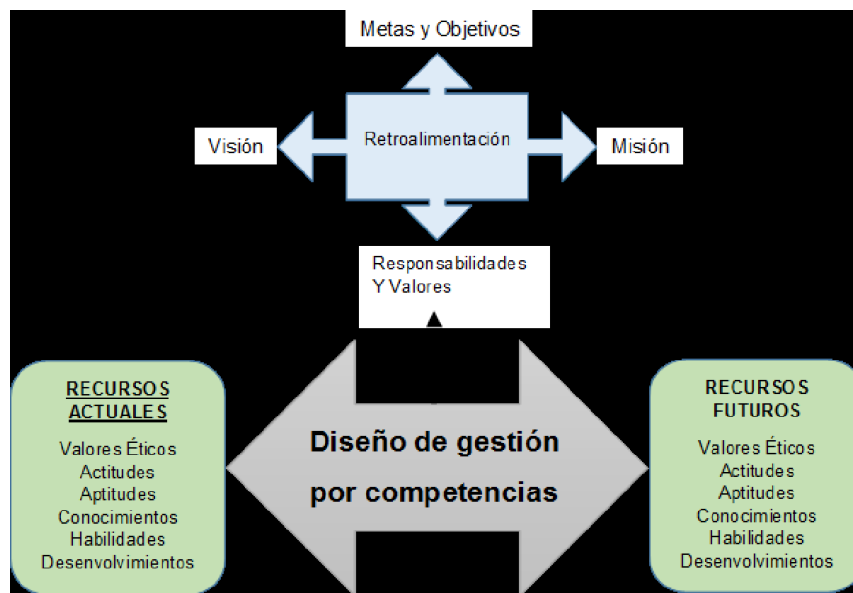 Metas y Objetivos
Retroalimentación
Visión
Misión
Responsabilidades
Y Valores
RECURSOS
ACTUALES
Valores Éticos
Actitudes
Aptitudes
Conocimientos
Habilidades
Desenvolvimientos
Diseño de gestión
por competencias
RECURSOS
FUTUROS
Valores Éticos
Actitudes
Aptitudes
Conocimientos
Habilidades
Desenvolvimientos